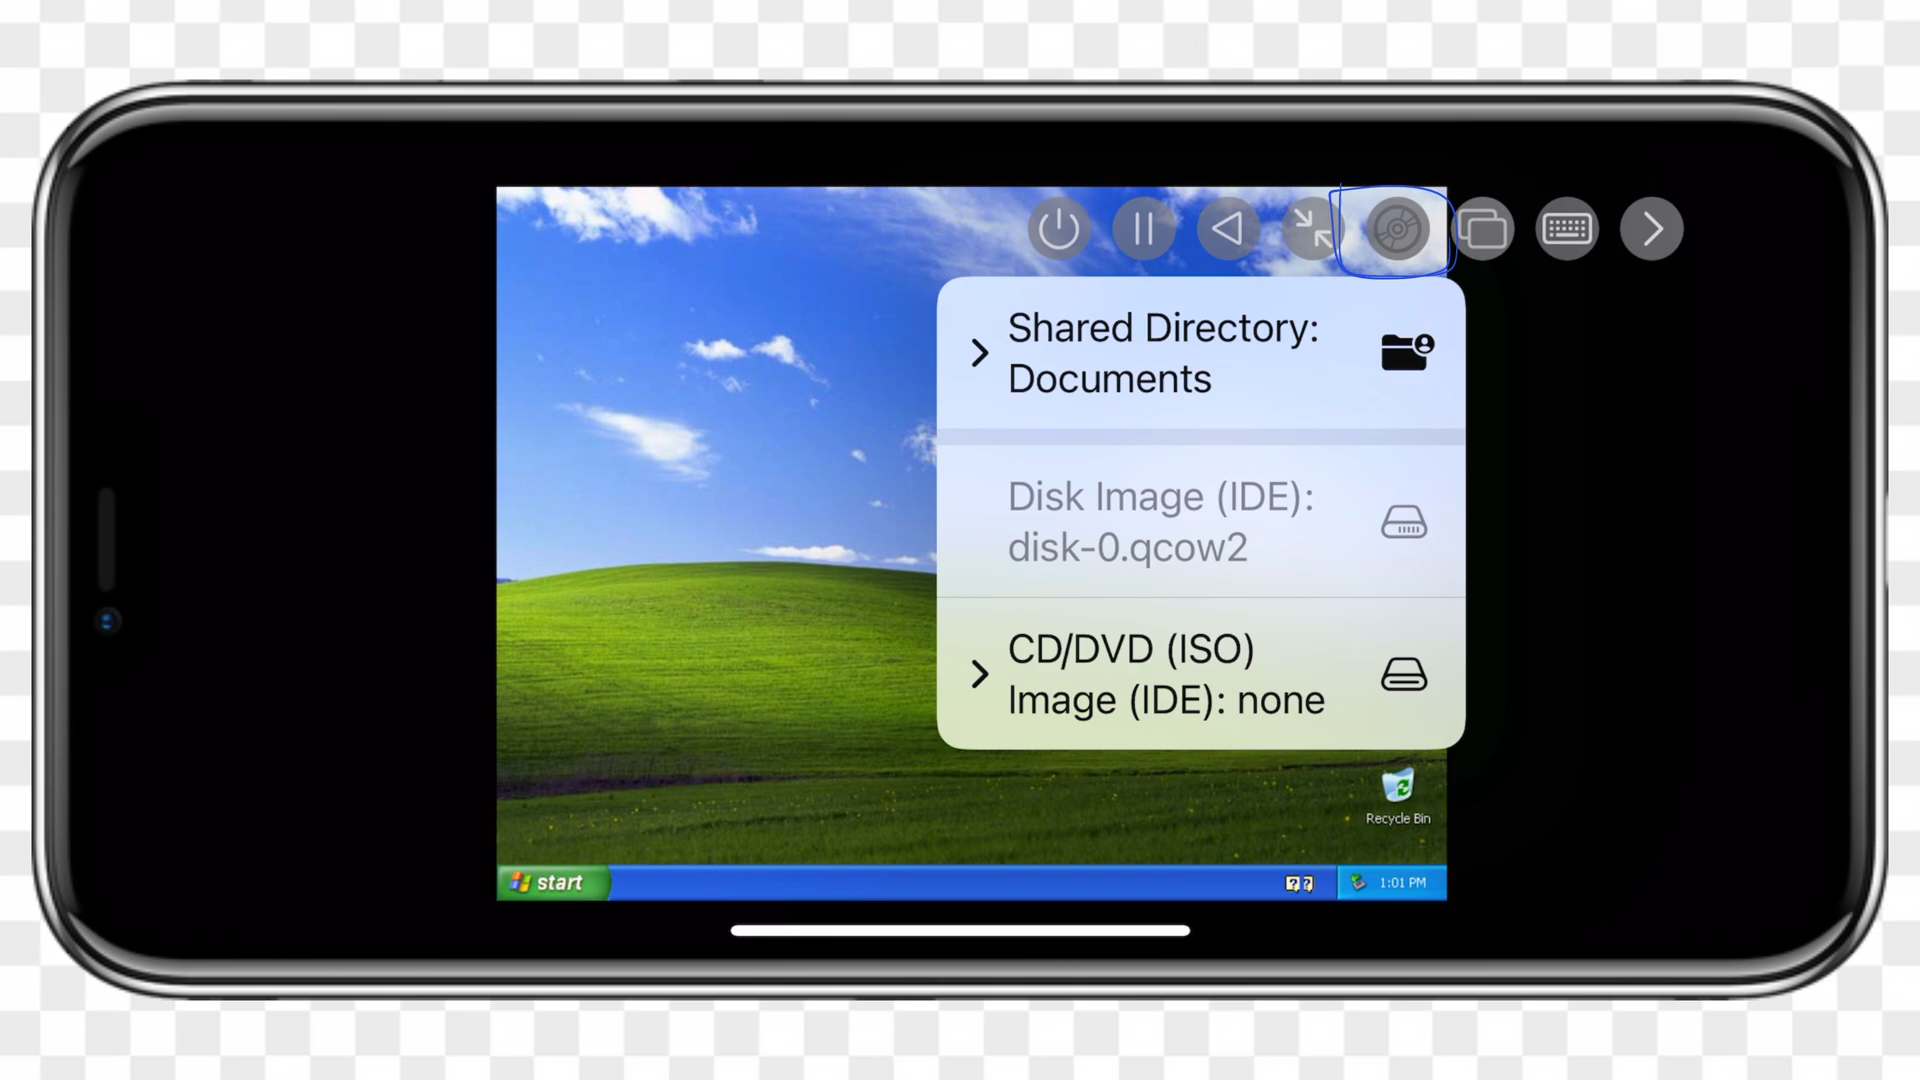 Shared Directory:
Documents
Disk Image (IDE):
disk-0.qcow2
CD/DVD (ISO)
Image (IDE): none
Recycle Bin
start
1:01 PM